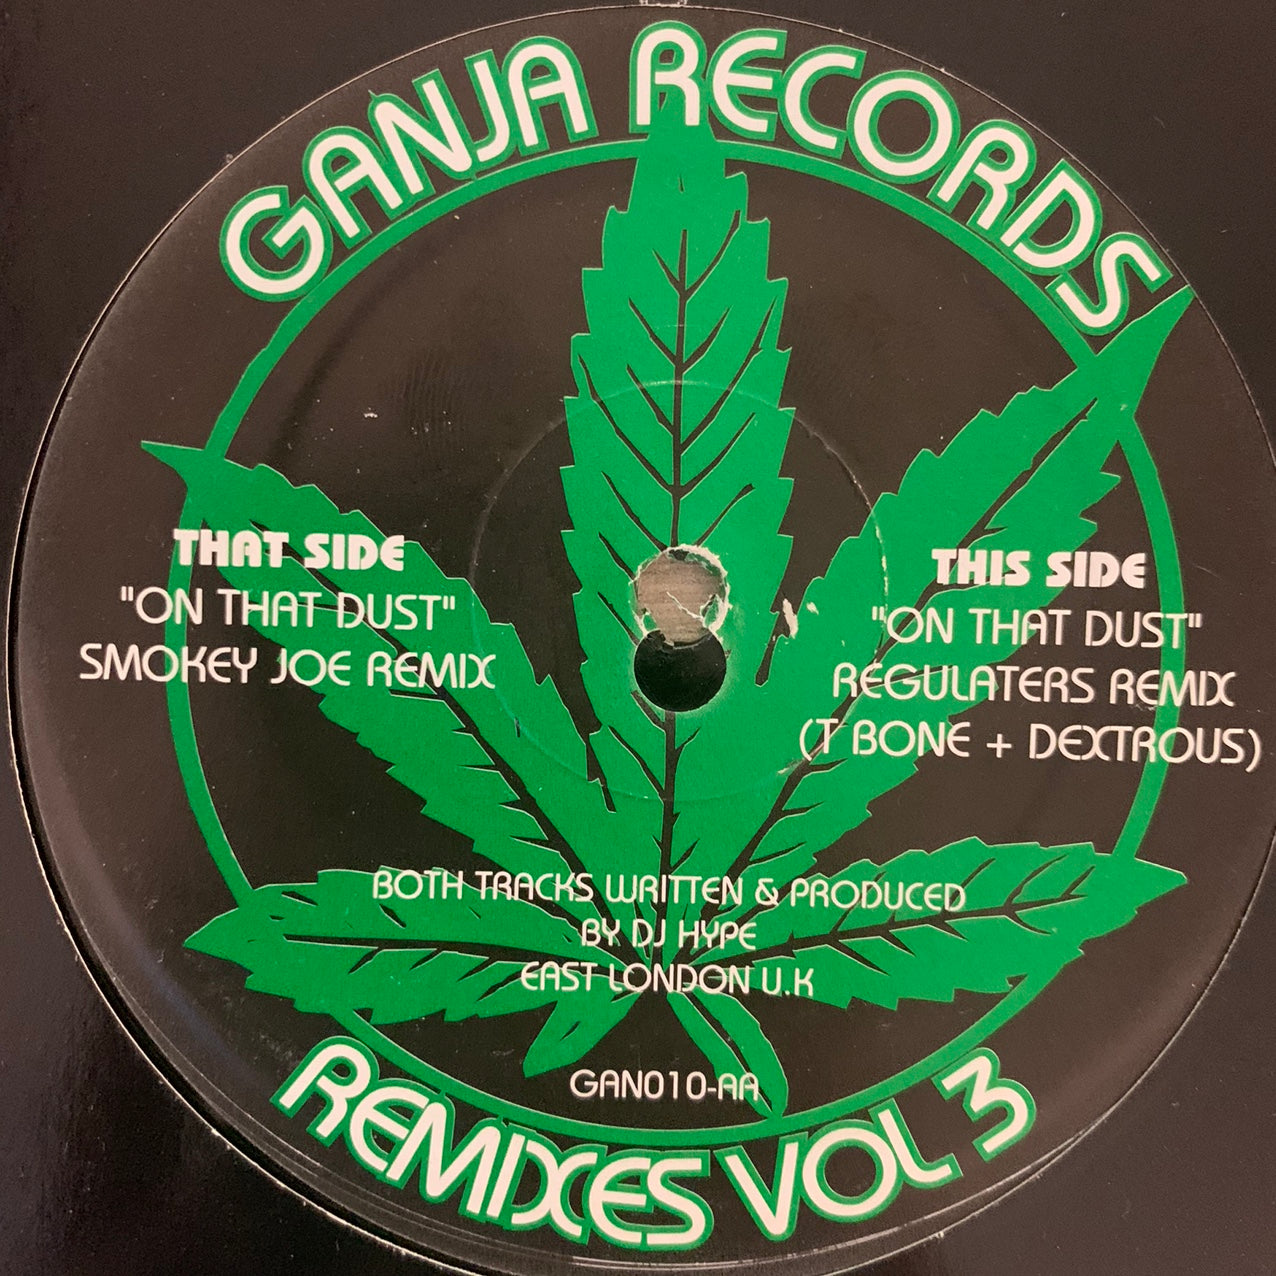 GANJA RECORDS
THAT SIDE
"ON THAT DUST"
SMOKEY JOE REMIX
THIS SIDE
"ON THAT DUST"
REGULATERS REMIX
(T BONE + DEXTROUS)
BOTH TRACKS WRITTEN & PRODUCED
BY DJ HYPE
EAST LONDON U.K
GAN010-AA
REMIXES VOL 3